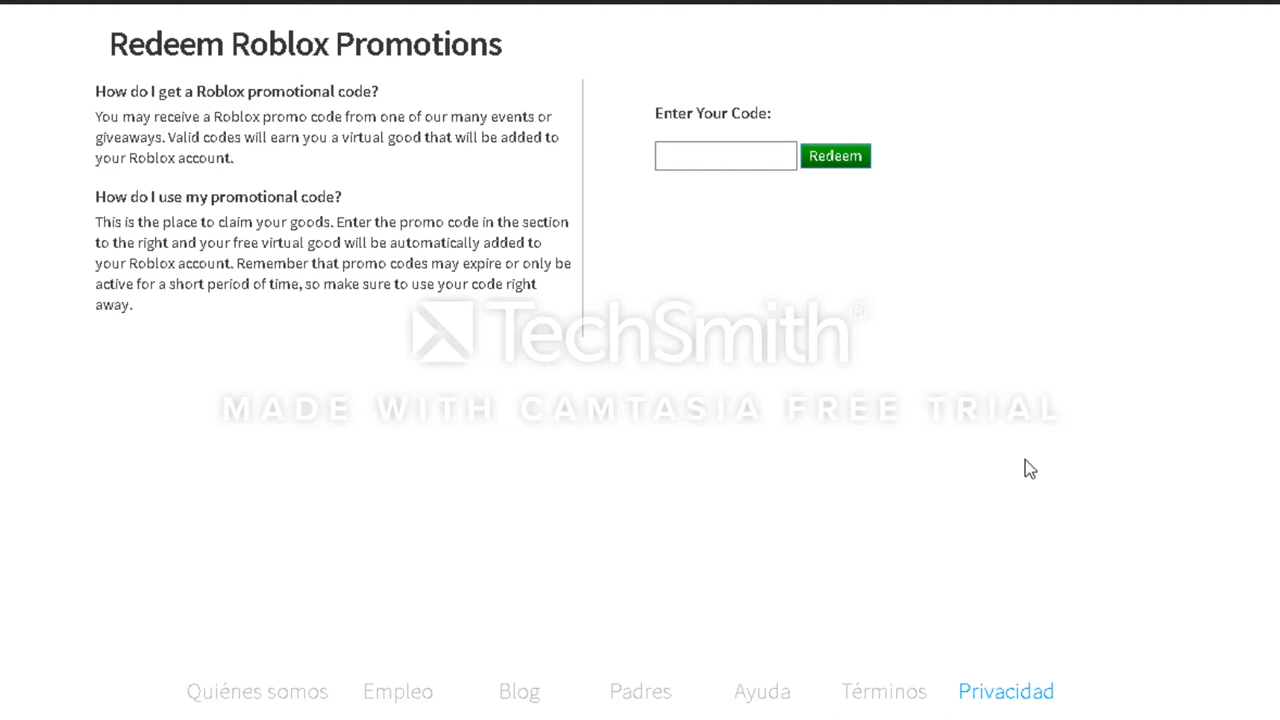 Redeem Roblox Promotions
How do I get a Roblox promotional code?
You may receive a Roblox promo code from one of our many events or
giveaways. Valid codes will earn you a virtual good that will be added to
your Roblox account.
How do I use my promotional code?
This is the place to claim your goods. Enter the promo code in the section
to the right and your free virtual good will be automatically added to
your Roblox account. Remember that promo codes may expire or only be
active for a short period of time, so make sure to use your code right
away.
Enter Your Code:
Redeem
TechSmith®
MADE WITH CAMTASIA FREE TRIAL
Quiénes somos Empleo Blog Padres Ayuda Términos Privacidad